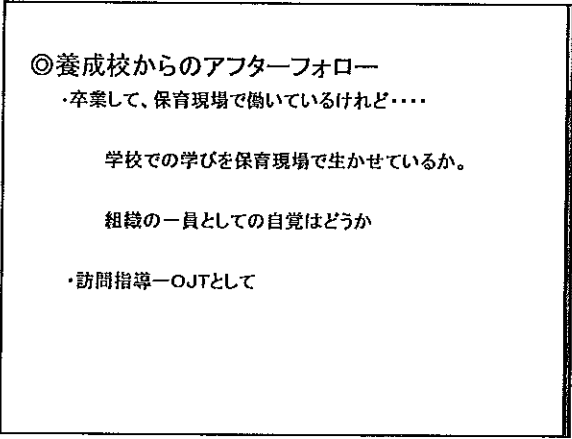 ◎養成校からのアフターフォロー
・卒業して、保育現場で働いているけれど・・・・
学校での学びを保育現場で生かせているか。
組織の一員としての自覚はどうか
・訪問指導ーOJTとして